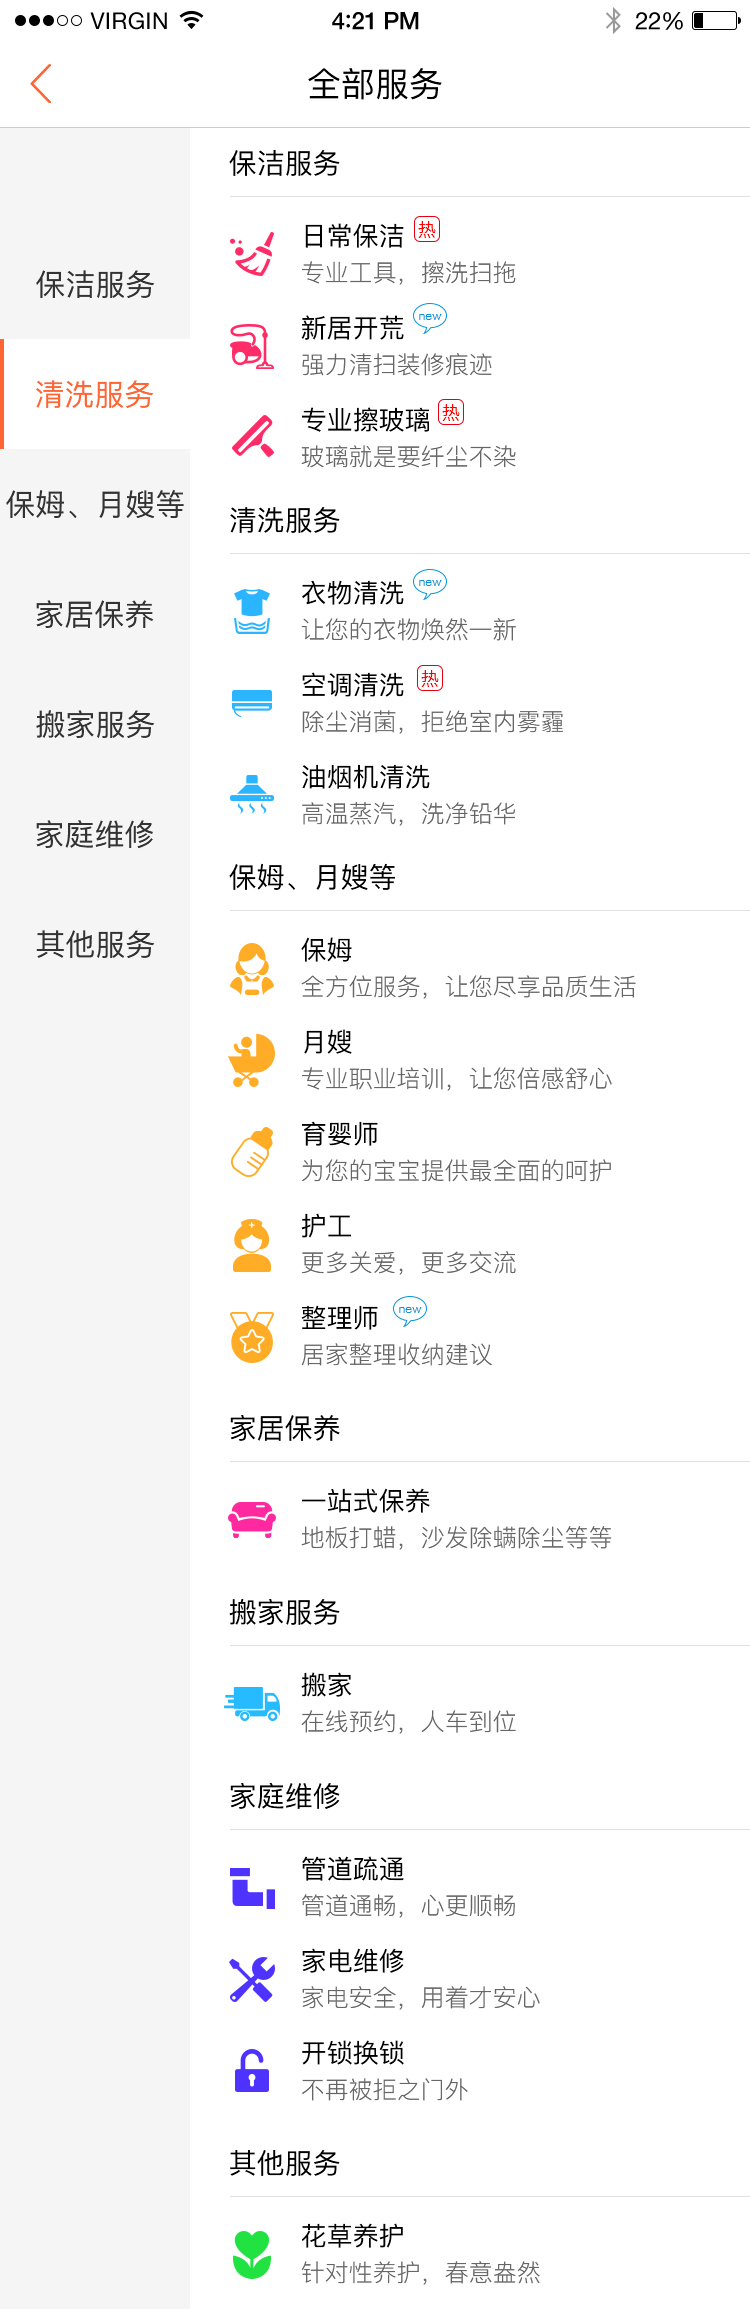 VIRGIN 4:21 PM 22%
全部服务
保洁服务
清洗服务
保姆、月嫂等
家居保养
搬家服务
家庭维修
其他服务
保洁服务
日常保洁 热
专业工具，擦洗扫拖
新居开荒 new
强力清扫装修痕迹
专业擦玻璃 热
玻璃就是要纤尘不染
清洗服务
衣物清洗 new
让您的衣物焕然一新
空调清洗 热
除尘消菌，拒绝室内雾霾
油烟机清洗
高温蒸汽，洗净铅华
保姆、月嫂等
保姆
全方位服务，让您尽享品质生活
月嫂
专业职业培训，让您倍感舒心
育婴师
为您的宝宝提供最全面的呵护
护工
更多关爱，更多交流
整理师 new
居家整理收纳建议
家居保养
一站式保养
地板打蜡，沙发除螨除尘等等
搬家服务
搬家
在线预约，人车到位
家庭维修
管道疏通
管道通畅，心更顺畅
家电维修
家电安全，用着才安心
开锁换锁
不再被拒之门外
其他服务
花草养护
针对性养护，春意盎然